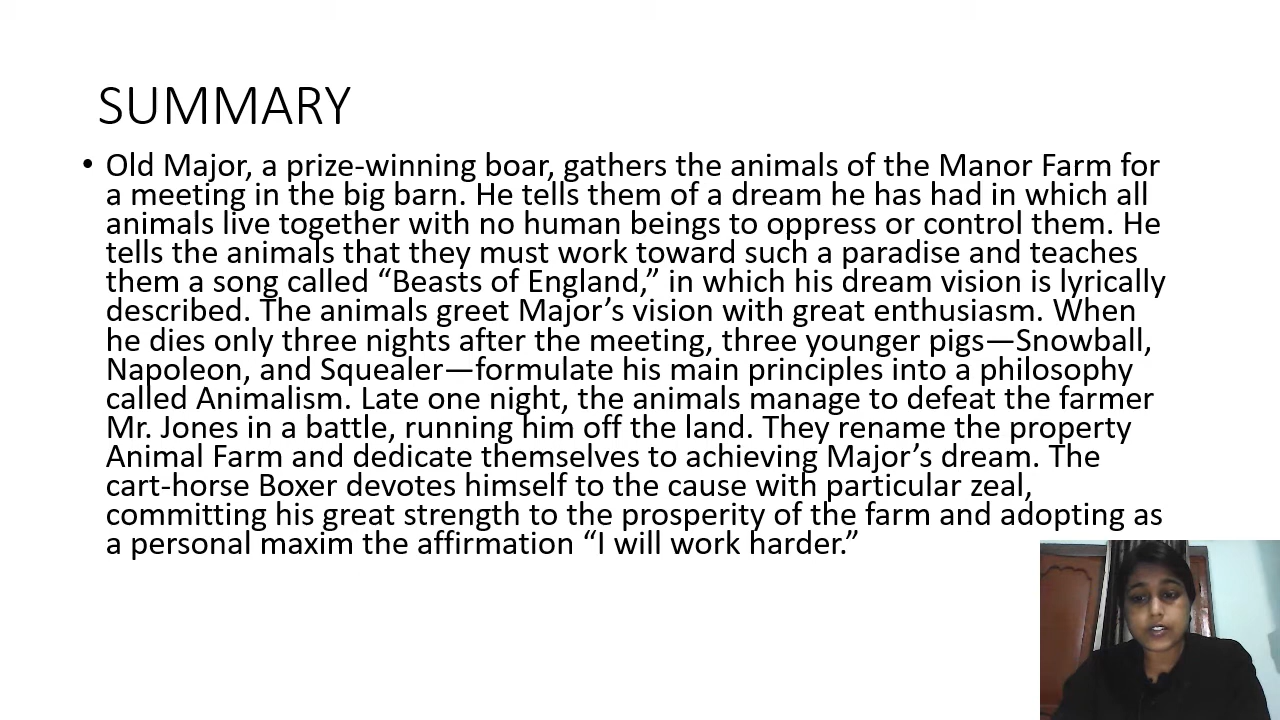 SUMMARY
• Old Major, a prize-winning boar, gathers the animals of the Manor Farm for
a meeting in the big barn. He tells them of a dream he has had in which all
animals live together with no human beings to oppress or control them. He
tells the animals that they must work toward such a paradise and teaches
them a song called “Beasts of England,” in which his dream vision is lyrically
described. The animals greet Major’s vision with great enthusiasm. When
he dies only three nights after the meeting, three younger pigs—Snowball,
Napoleon, and Squealer—formulate his main principles into a philosophy
called Animalism. Late one night, the animals manage to defeat the farmer
Mr. Jones in a battle, running him off the land. They rename the property
Animal Farm and dedicate themselves to achieving Major’s dream. The
cart-horse Boxer devotes himself to the cause with particular zeal,
committing his great strength to the prosperity of the farm and adopting as
a personal maxim the affirmation “I will work harder.”